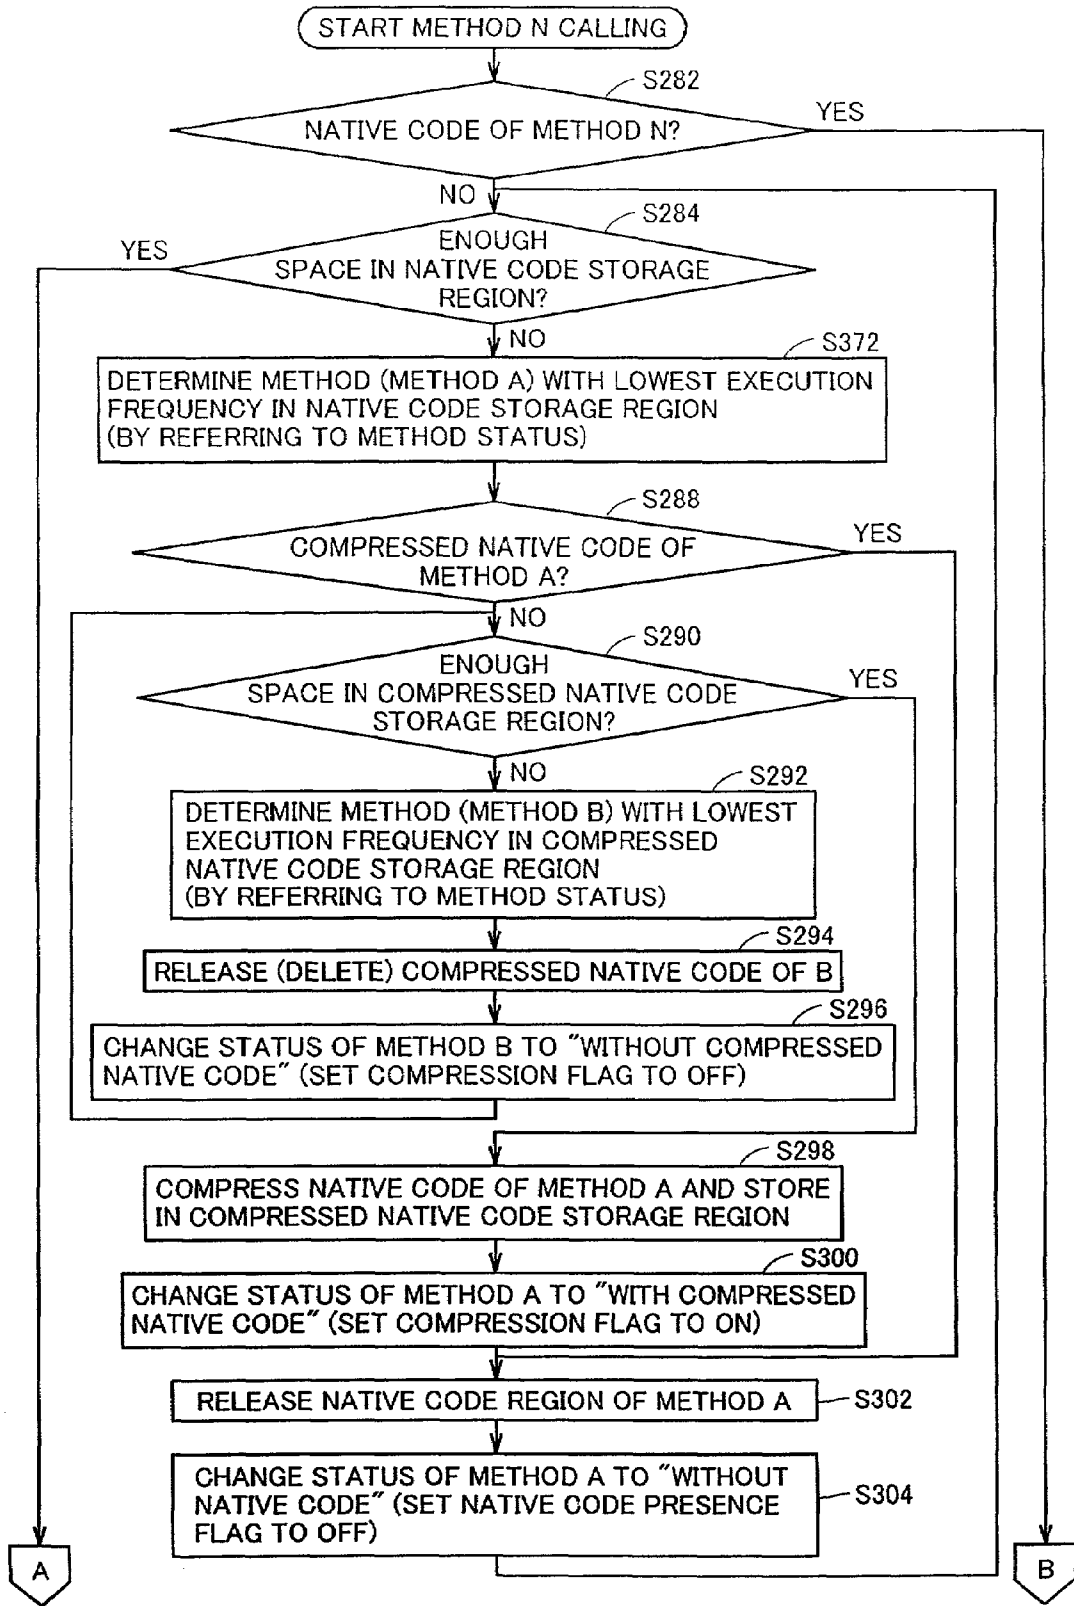 START METHOD N CALLING
S282
NATIVE CODE OF METHOD N?
YES
NO
S284
YES
ENOUGH
SPACE IN NATIVE CODE STORAGE
REGION?
NO
S372
DETERMINE METHOD (METHOD A) WITH LOWEST EXECUTION
FREQUENCY IN NATIVE CODE STORAGE REGION
(BY REFERRING TO METHOD STATUS)
S288
COMPRESSED NATIVE CODE OF
METHOD A?
YES
NO
S290
ENOUGH
SPACE IN COMPRESSED NATIVE CODE
STORAGE REGION?
YES
NO
S292
DETERMINE METHOD (METHOD B) WITH LOWEST
EXECUTION FREQUENCY IN COMPRESSED
NATIVE CODE STORAGE REGION
(BY REFERRING TO METHOD STATUS)
S294
RELEASE (DELETE) COMPRESSED NATIVE CODE OF B
S296
CHANGE STATUS OF METHOD B TO "WITHOUT COMPRESSED
NATIVE CODE" (SET COMPRESSION FLAG TO OFF)
S298
COMPRESS NATIVE CODE OF METHOD A AND STORE
IN COMPRESSED NATIVE CODE STORAGE REGION
S300
CHANGE STATUS OF METHOD A TO "WITH COMPRESSED
NATIVE CODE" (SET COMPRESSION FLAG TO ON)
RELEASE NATIVE CODE REGION OF METHOD A
S302
CHANGE STATUS OF METHOD A TO "WITHOUT
NATIVE CODE" (SET NATIVE CODE PRESENCE
FLAG TO OFF)
S304
A
B